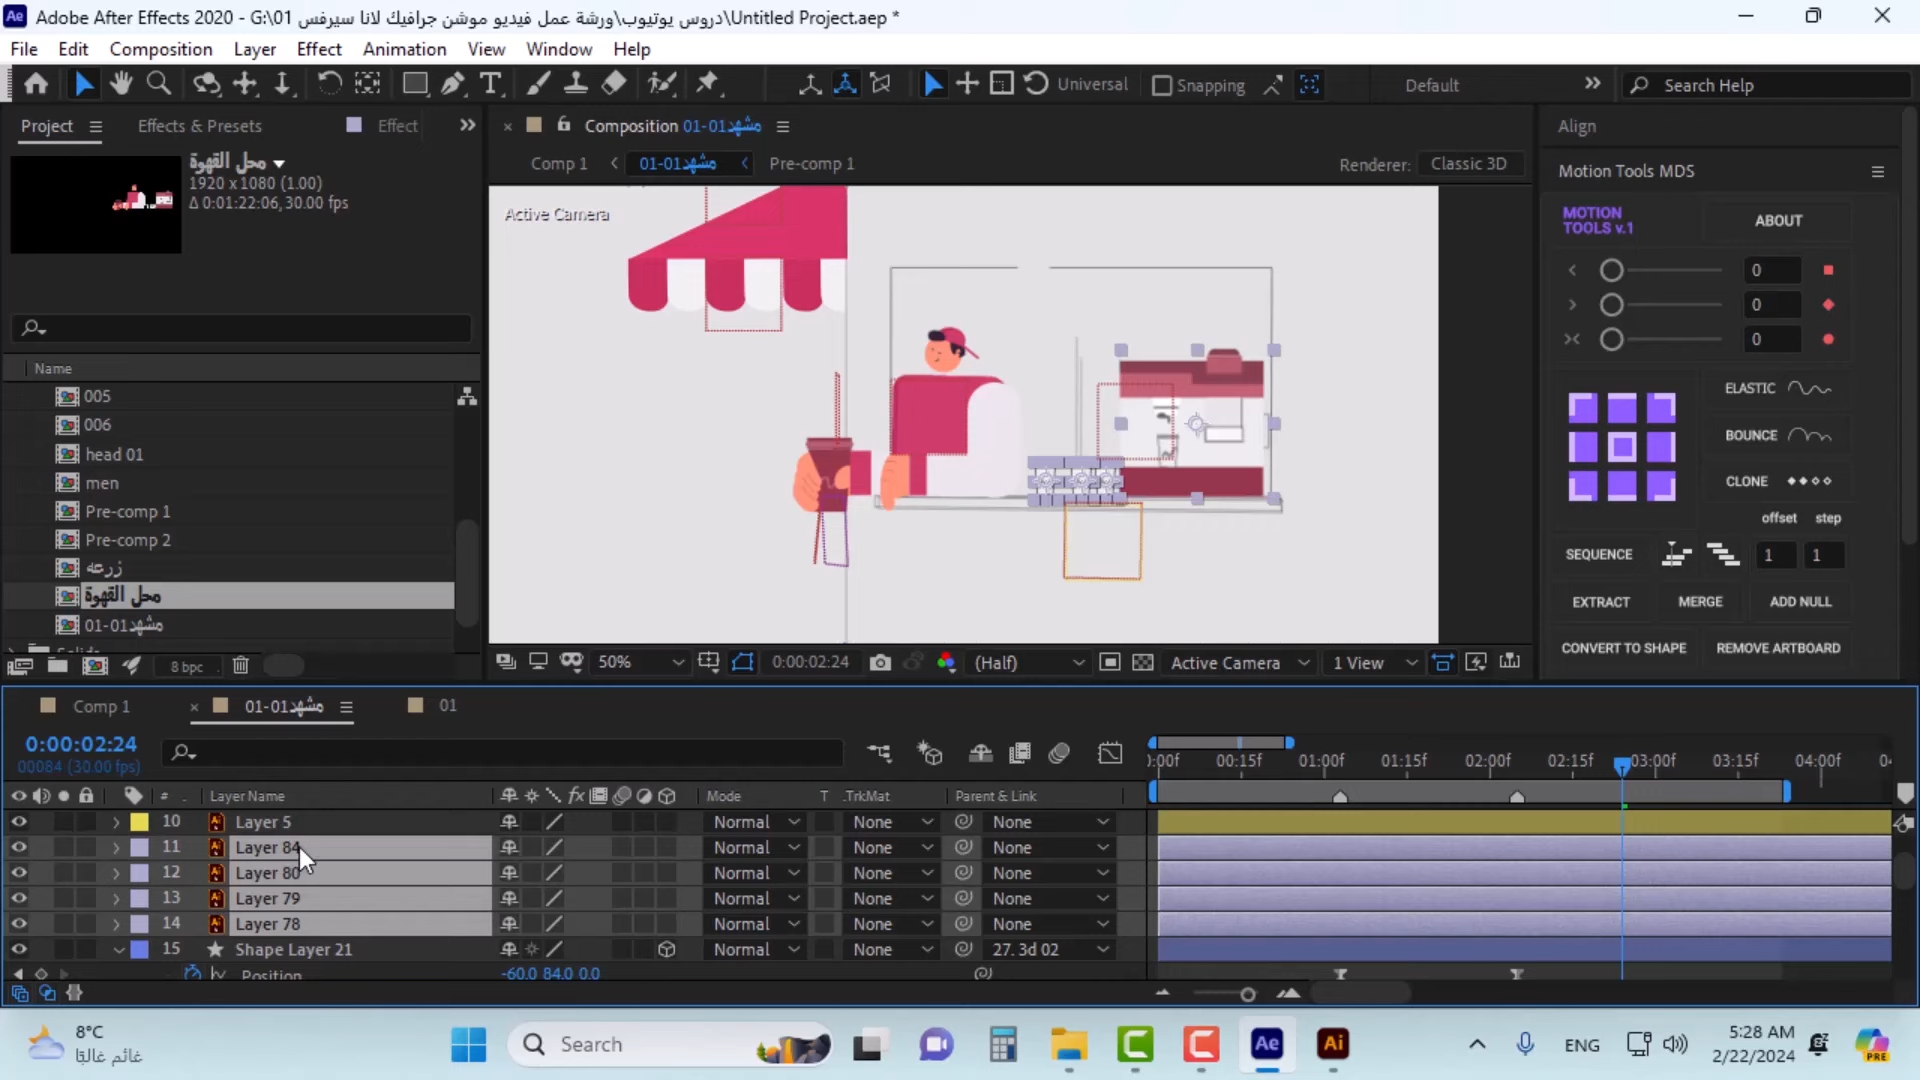 Adobe After Effects 2020 - G:\01 دروس يوتيوب\ورشة عمل فيديو موشن جرافيك لانا سيرفس\Untitled Project.aep *
File Edit Composition Layer Effect Animation View Window Help
Universal Snapping Default Search Help
Project Effects & Presets Effect
محل القهوة
1920 x 1080 (1.00)
Δ 0:01:22:06, 30.00 fps
Name
005
006
head 01
men
Pre-comp 1
Pre-comp 2
زرعه
محل القهوة
مشهد01-01
Solids
8 bpc
Composition مشهد01-01
Comp 1 مشهد01-01 Pre-comp 1
Renderer: Classic 3D
Active Camera
50% 0:00:02:24 (Half) Active Camera 1 View
Align
Motion Tools MDS
MOTION TOOLS v.1 ABOUT
0
0
0
ELASTIC
BOUNCE
CLONE
offset step
SEQUENCE 1 1
EXTRACT MERGE ADD NULL
CONVERT TO SHAPE REMOVE ARTBOARD
Comp 1 مشهد01-01 01
0:00:02:24
00084 (30.00 fps)
:00f 00:15f 01:00f 01:15f 02:00f 02:15f 03:00f 03:15f 04:00f
# Layer Name Mode T .TrkMat Parent & Link
10 Layer 5 Normal None None
11 Layer 84 Normal None None
12 Layer 80 Normal None None
13 Layer 79 Normal None None
14 Layer 78 Normal None None
15 Shape Layer 21 Normal None 27. 3d 02
Position -60.0 84.0 0.0
8°C
غائم غالبًا
Search
ENG
5:28 AM
2/22/2024
PRE